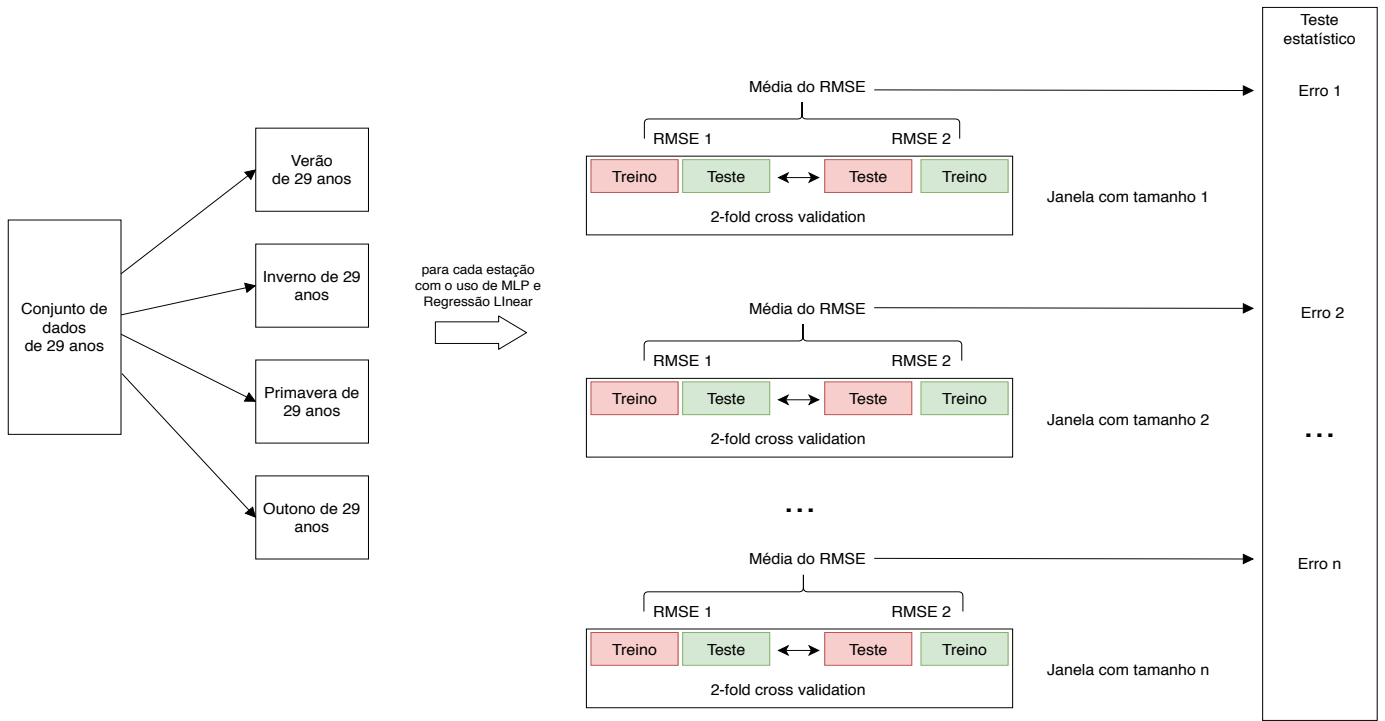 Conjunto de
dados
de 29 anos
Verão
de 29 anos
Inverno de 29
anos
Primavera de
29 anos
Outono de 29
anos
para cada estação
com o uso de MLP e
Regressão LInear
Média do RMSE
RMSE 1
RMSE 2
Treino
Teste
Teste
Treino
2-fold cross validation
Janela com tamanho 1
Média do RMSE
RMSE 1
RMSE 2
Treino
Teste
Teste
Treino
2-fold cross validation
Janela com tamanho 2
...
Média do RMSE
RMSE 1
RMSE 2
Treino
Teste
Teste
Treino
2-fold cross validation
Janela com tamanho n
Teste
estatístico
Erro 1
Erro 2
...
Erro n